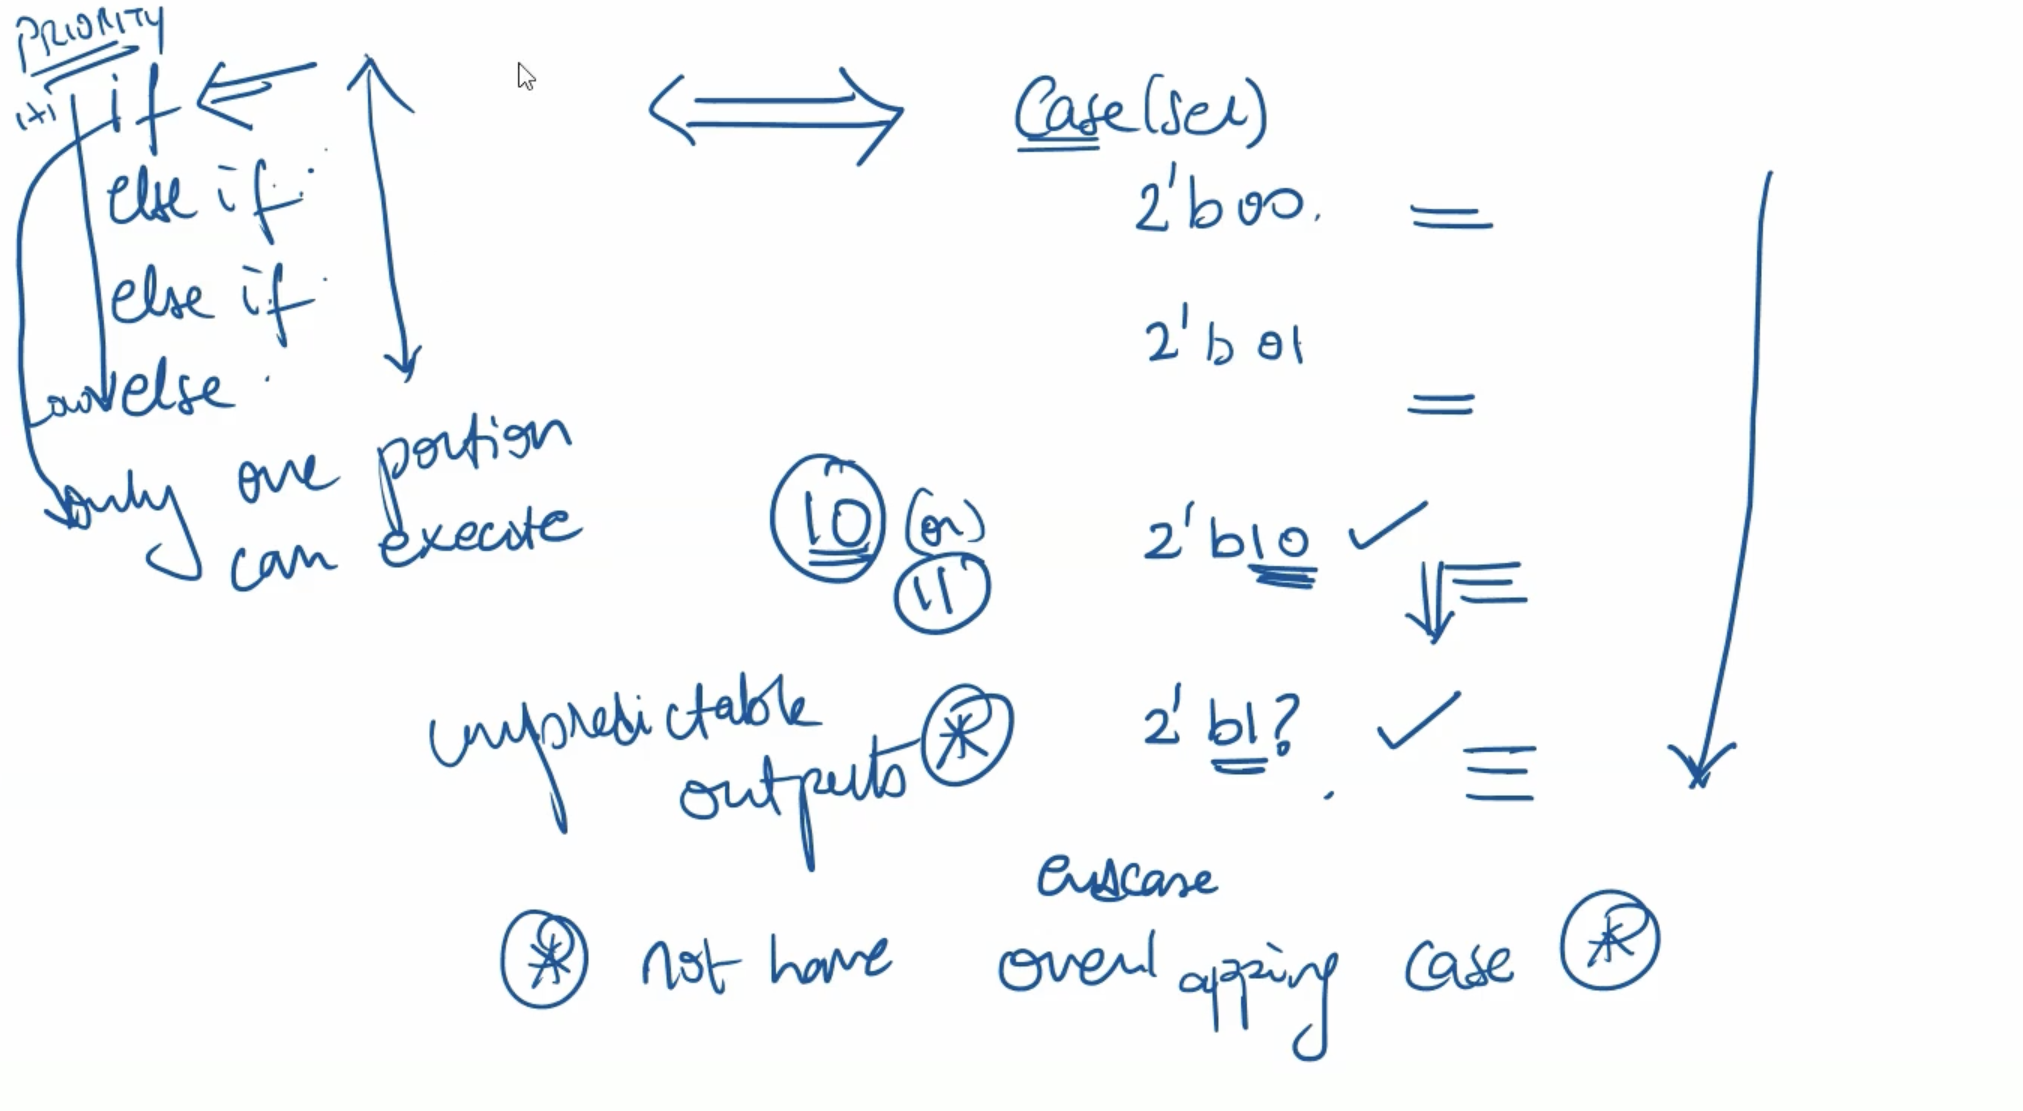 PRIORITY
if
else if
else if
else
only one portion
can execute
Case(sel)
2'b00.
2'b01
10 (or)
11
2'b10
2'b1?
unpredictable
outputs
endcase
not have overlapping case